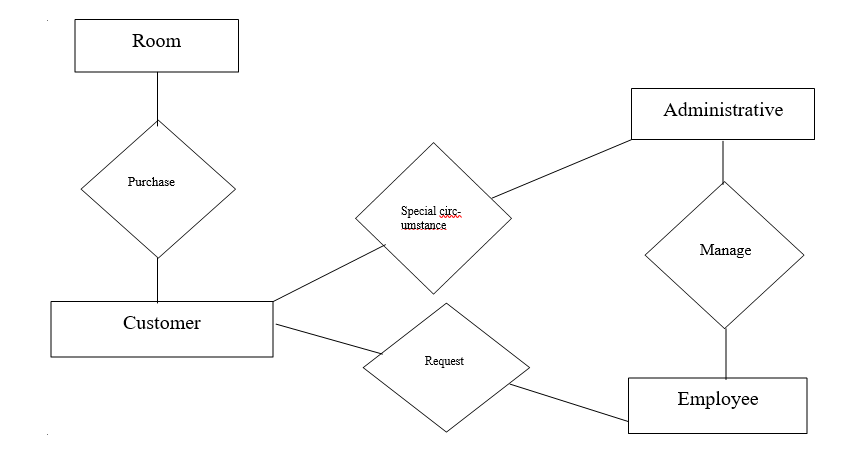 Room
Administrative
Purchase
Special circ-
umstance
Manage
Customer
Request
Employee